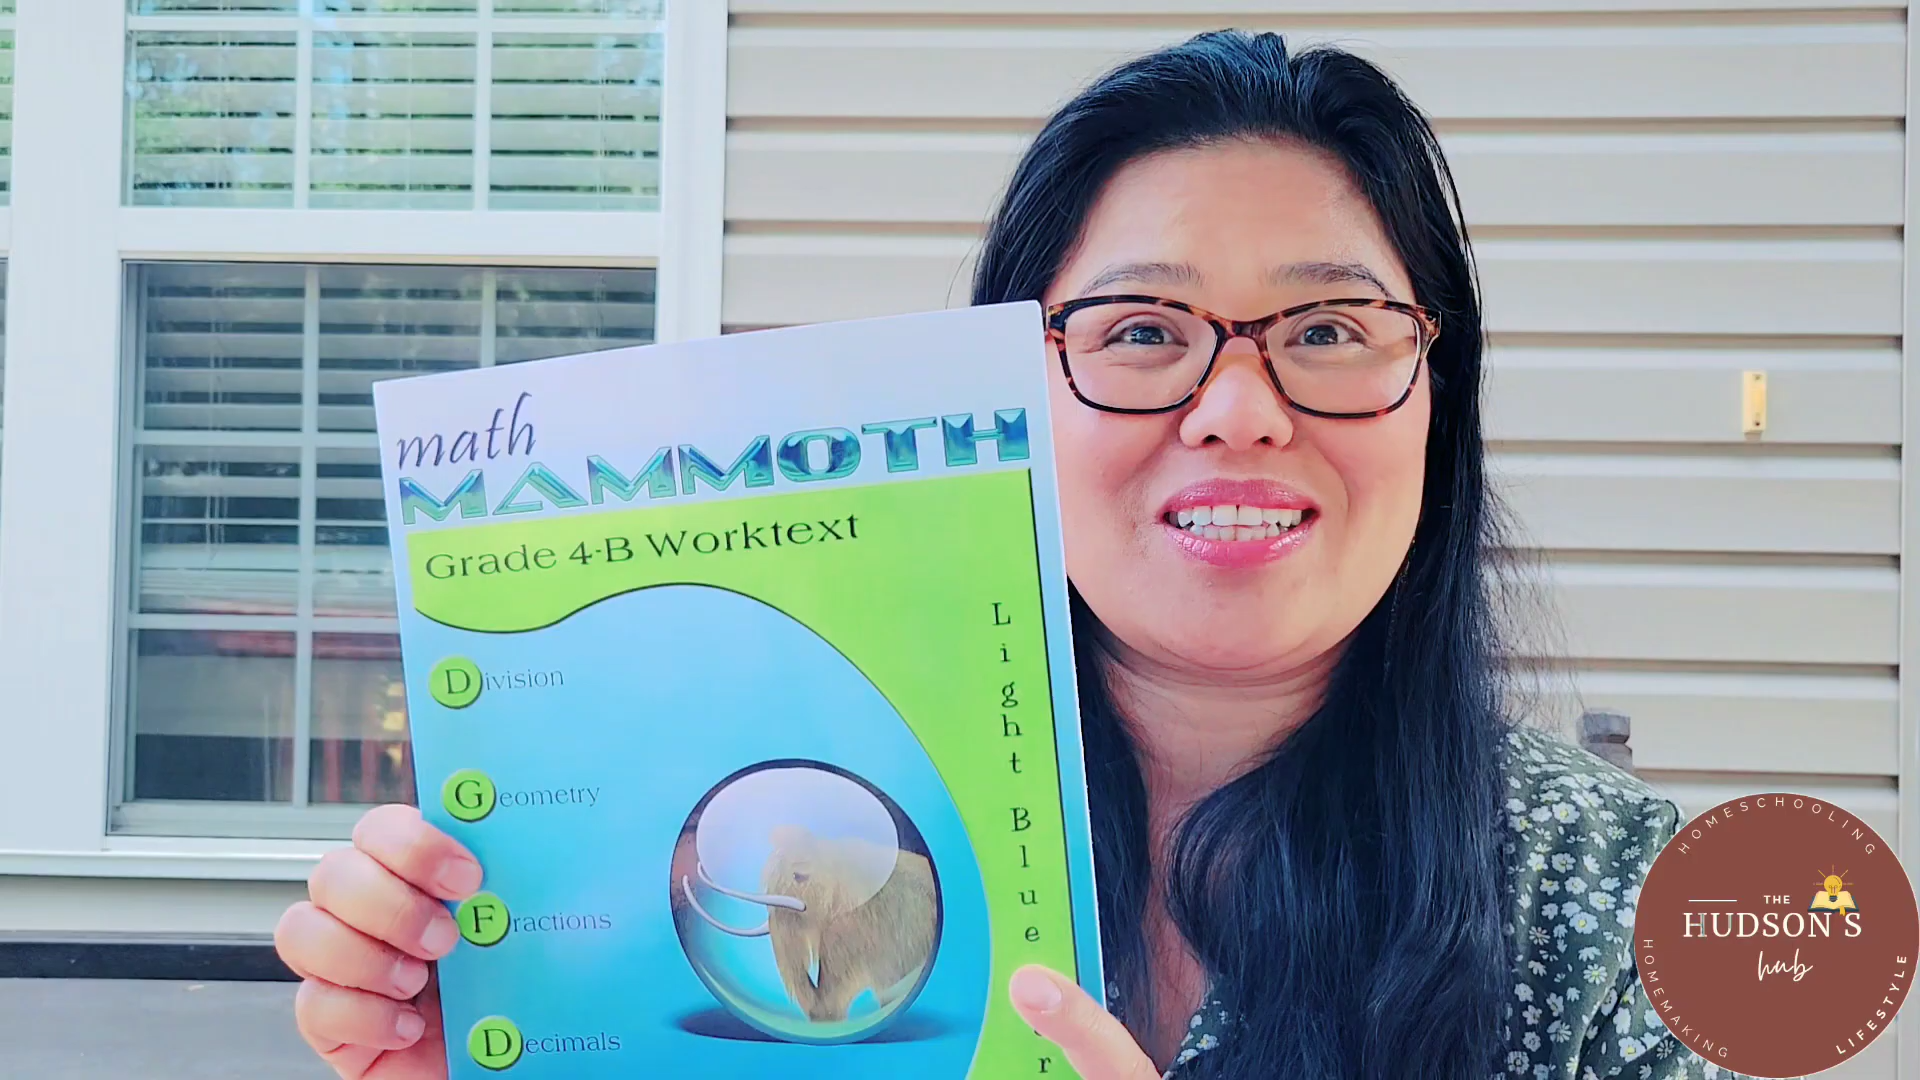 math
MAMMOTH
Grade 4-B Worktext
Division
Geometry
Fractions
Decimals
Light Blue
HOMESCHOOLING
THE
HUDSON'S
hub
HOMEMAKING
LIFESTYLE